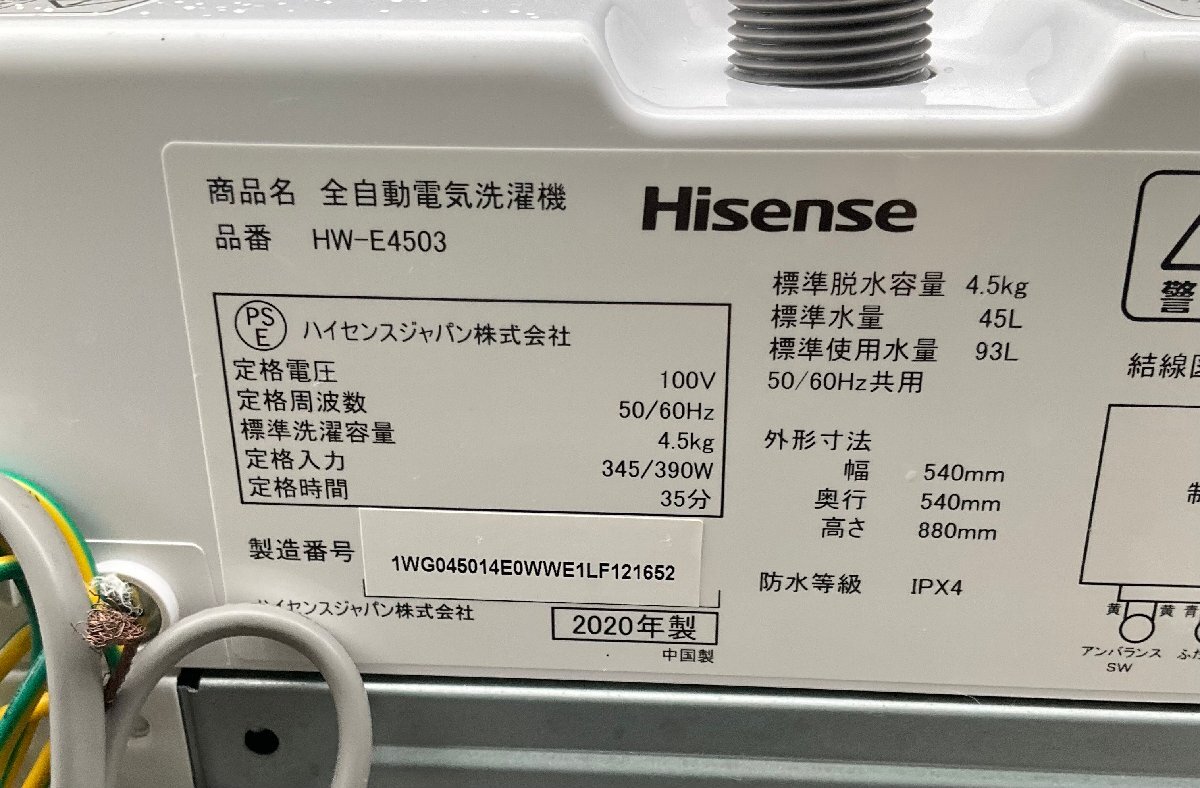 商品名 全自動電気洗濯機
品番 HW-E4503
Hisense
PS
E
ハイセンスジャパン株式会社
定格電圧 100V
定格周波数 50/60Hz
標準洗濯容量 4.5kg
定格入力 345/390W
定格時間 35分
製造番号 1WG045014E0WWE1LF121652
ハイセンスジャパン株式会社
2020年製
中国製
標準脱水容量 4.5kg
標準水量 45L
標準使用水量 93L
50/60Hz共用
外形寸法
幅 540mm
奥行 540mm
高さ 880mm
防水等級 IPX4
警
結線図
制
黄 黄 青
アンバランス ふた
SW